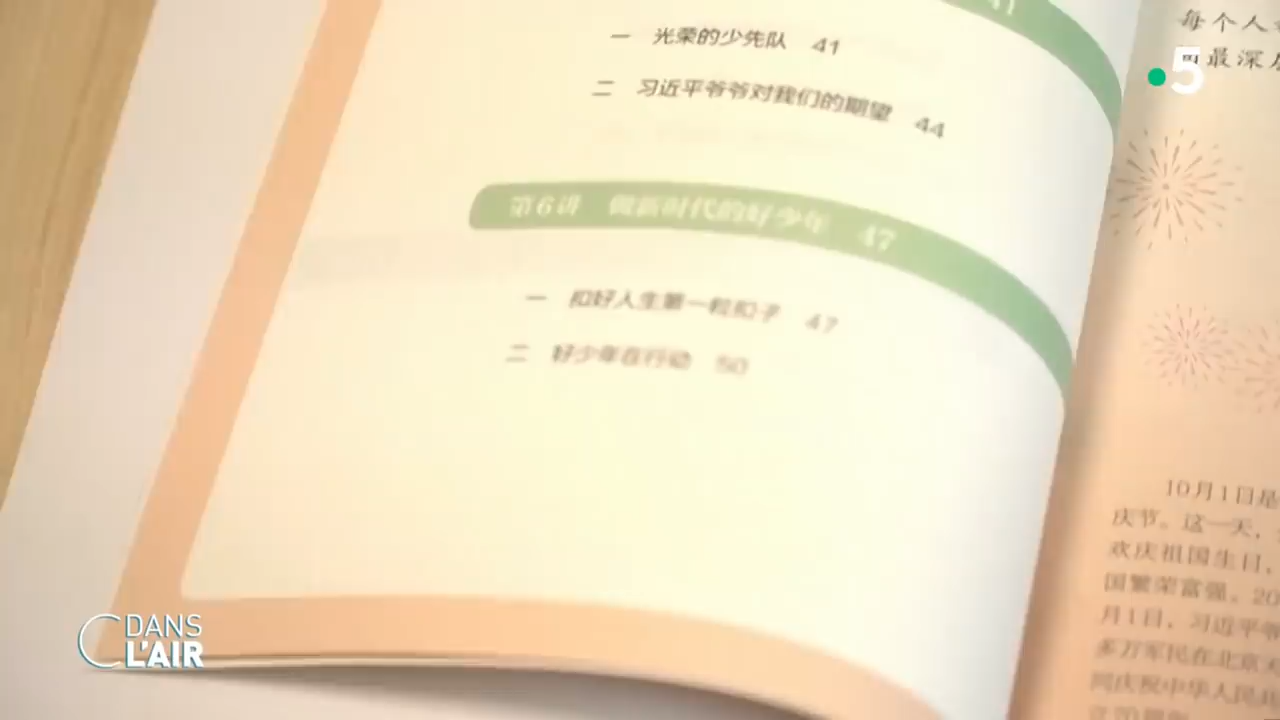 41
一 光荣的少先队 41
二 习近平爷爷对我们的期望 44
第6讲 做新时代的好少年 47
一 扣好人生第一粒扣子 47
二 好少年在行动 50
每个人
最深
5
10月1日是
庆节。这一天，
欢庆祖国生日，
国繁荣富强。20
月1日，习近平爷
多万军民在北京
同庆祝中华人民共
C DANS
L'AIR